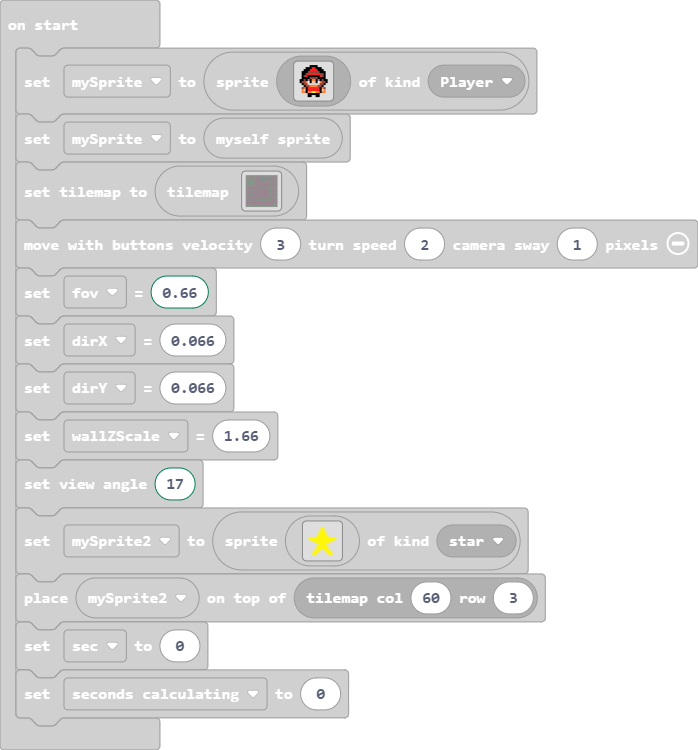 on start
set mySprite to sprite of kind Player
set mySprite to myself sprite
set tilemap to tilemap
move with buttons velocity 3 turn speed 2 camera sway 1 pixels
set fov = 0.66
set dirX = 0.066
set dirY = 0.066
set wallZScale = 1.66
set view angle 17
set mySprite2 to sprite of kind star
place mySprite2 on top of tilemap col 60 row 3
set sec to 0
set seconds calculating to 0